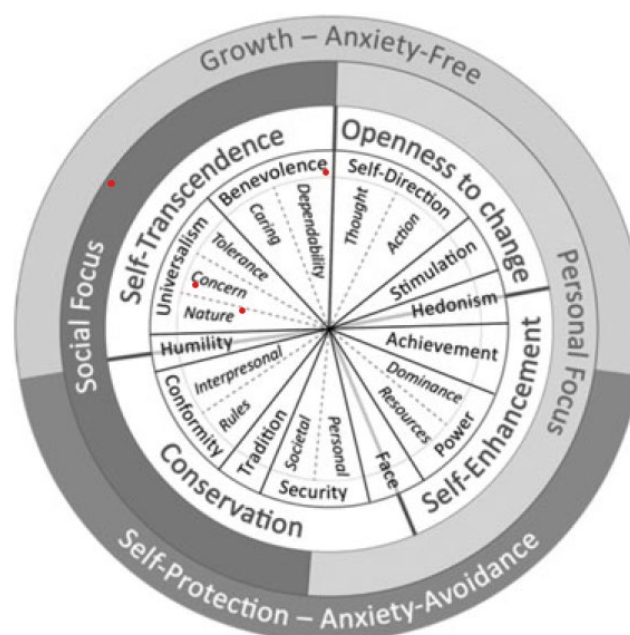 Growth – Anxiety-Free
Self-Protection – Anxiety-Avoidance
Social Focus
Personal Focus
Self-Transcendence
Openness to change
Self-Enhancement
Conservation
Benevolence
Caring
Dependability
Self-Direction
Thought
Action
Stimulation
Hedonism
Achievement
Power
Dominance
Resources
Face
Security
Personal
Societal
Tradition
Conformity
Rules
Interpresonal
Humility
Universalism
Nature
Concern
Tolerance